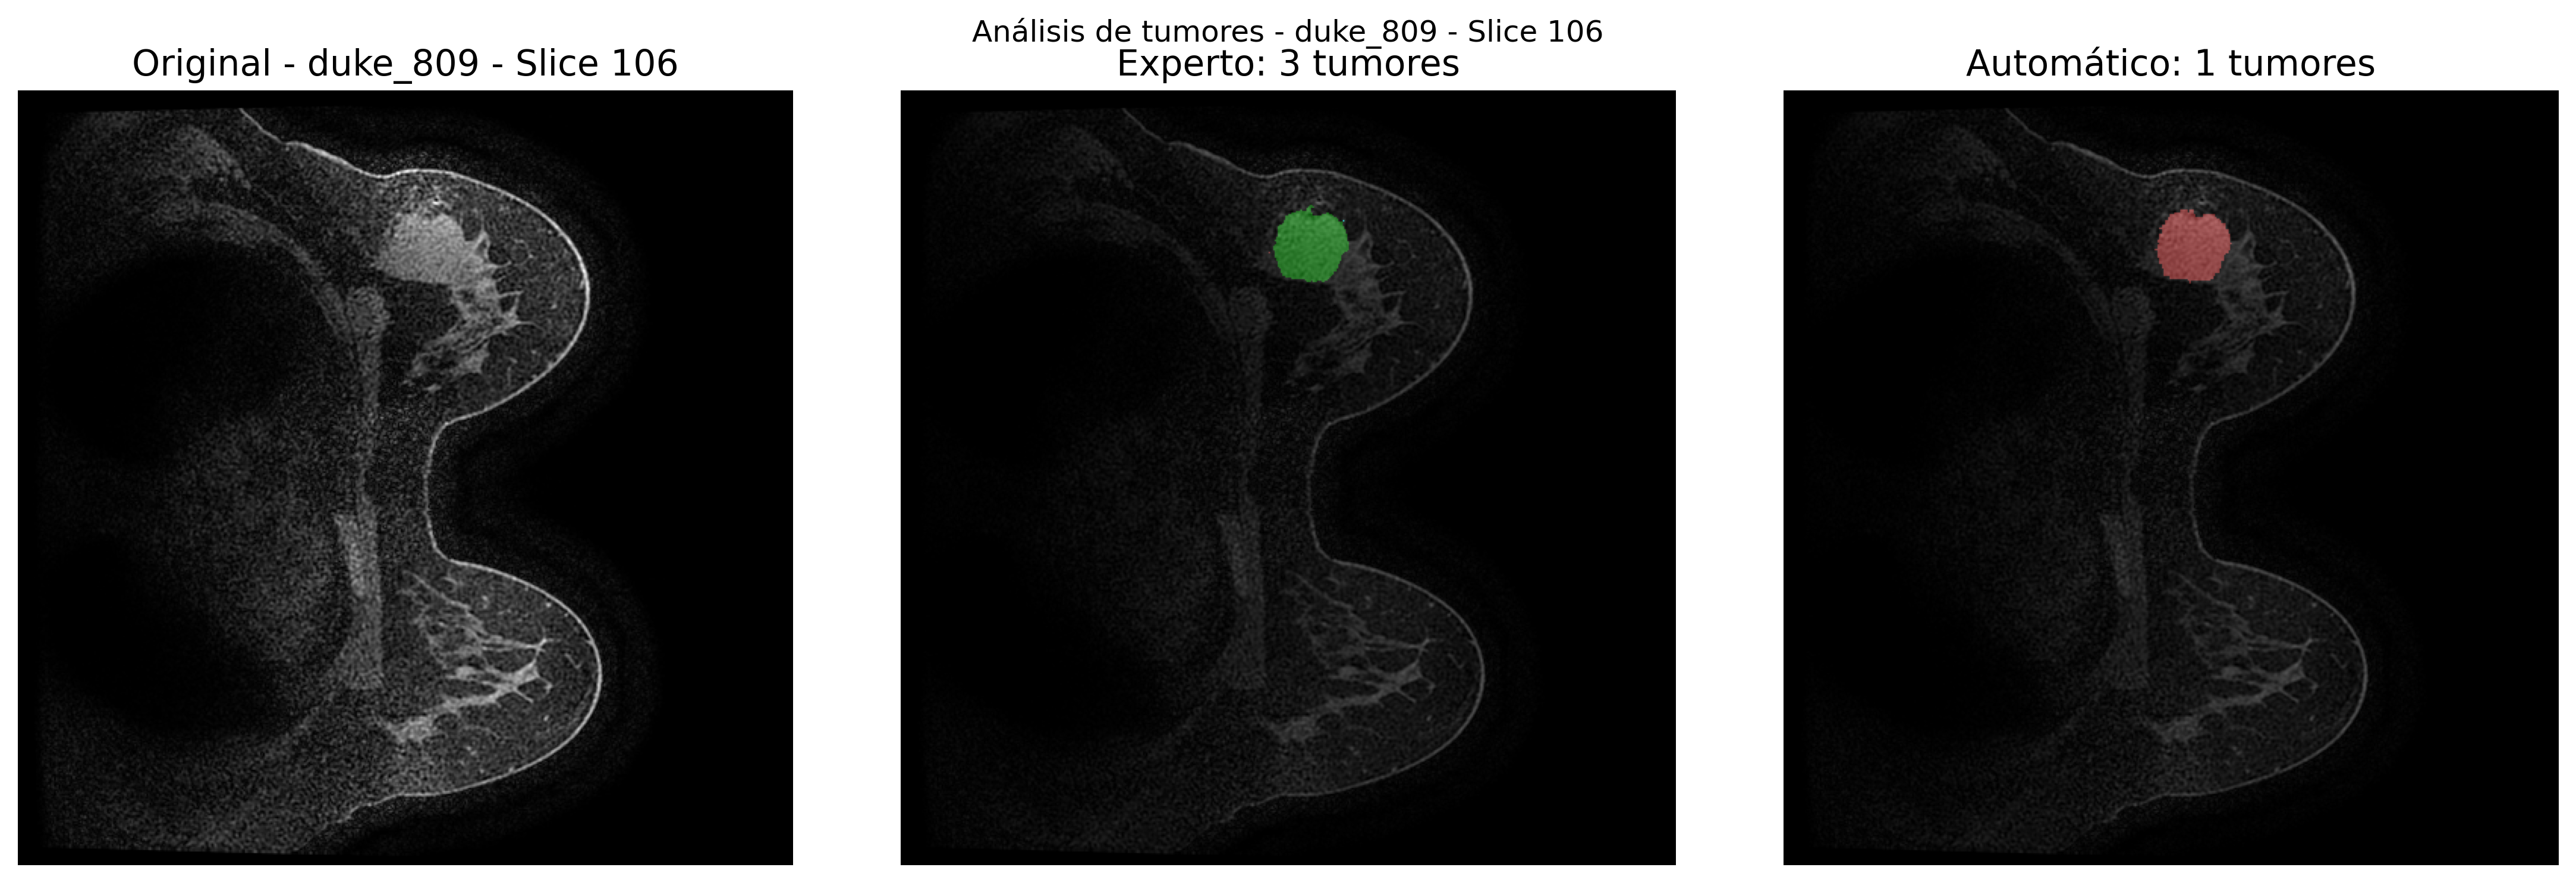 Análisis de tumores - duke_809 - Slice 106
Original - duke_809 - Slice 106
Experto: 3 tumores
Automático: 1 tumores